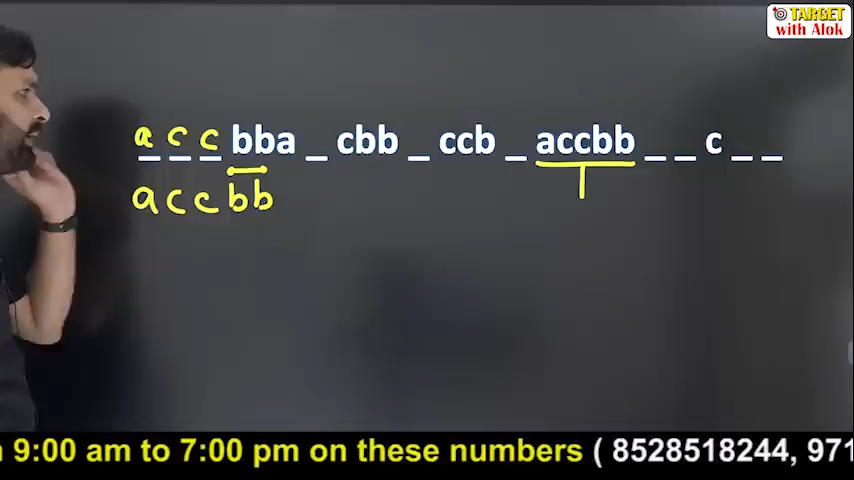 TARGET
with Alok
a c c bba _ cbb _ ccb _ accbb _ _ c _ _
a c c b b
9:00 am to 7:00 pm on these numbers ( 8528518244, 971